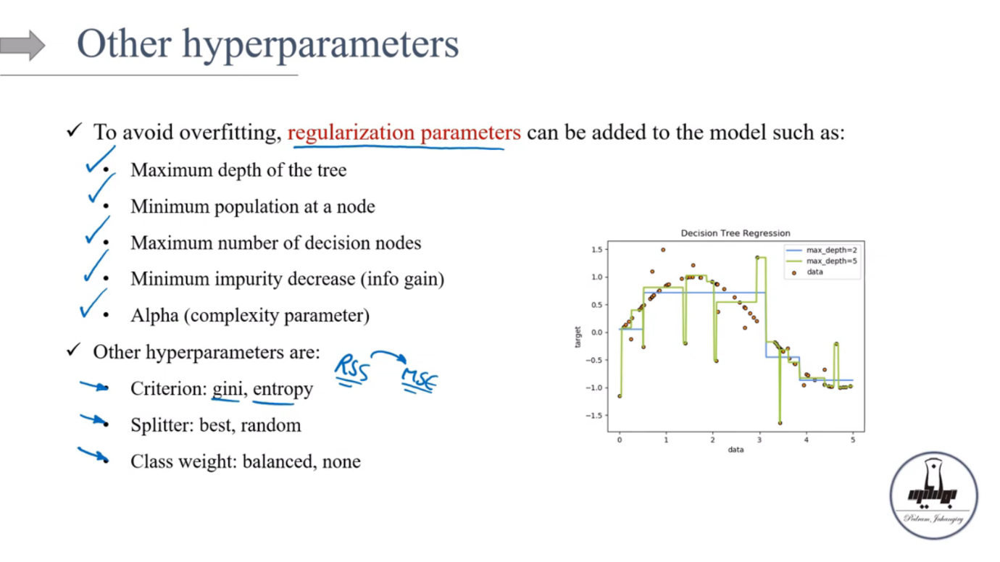 Other hyperparameters
✓ To avoid overfitting, regularization parameters can be added to the model such as:
• Maximum depth of the tree
• Minimum population at a node
• Maximum number of decision nodes
• Minimum impurity decrease (info gain)
• Alpha (complexity parameter)
✓ Other hyperparameters are:
RSS MSE
• Criterion: gini, entropy
• Splitter: best, random
• Class weight: balanced, none
Decision Tree Regression
max_depth=2
max_depth=5
data
1.5
1.0
0.5
0.0
−0.5
−1.0
−1.5
target
0 1 2 3 4 5
data
Pedram, Jahangiry